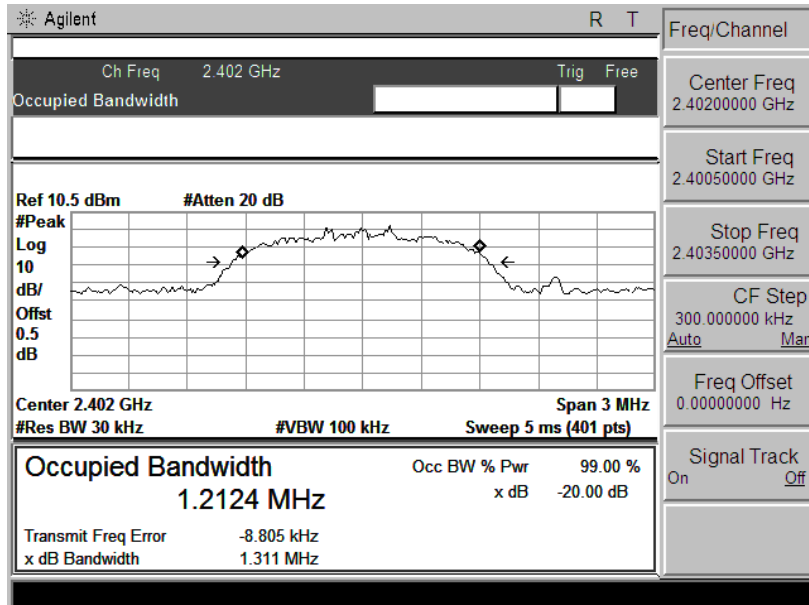 Agilent R T
Freq/Channel
Ch Freq 2.402 GHz Trig Free
Occupied Bandwidth
Center Freq
2.40200000 GHz
Start Freq
2.40050000 GHz
Stop Freq
2.40350000 GHz
CF Step
300.000000 kHz
Auto Man
Freq Offset
0.00000000 Hz
Signal Track
On Off
Ref 10.5 dBm #Atten 20 dB
#Peak
Log
10
dB/
Offst
0.5
dB
Center 2.402 GHz Span 3 MHz
#Res BW 30 kHz #VBW 100 kHz Sweep 5 ms (401 pts)
Occupied Bandwidth Occ BW % Pwr 99.00 %
1.2124 MHz x dB -20.00 dB
Transmit Freq Error -8.805 kHz
x dB Bandwidth 1.311 MHz